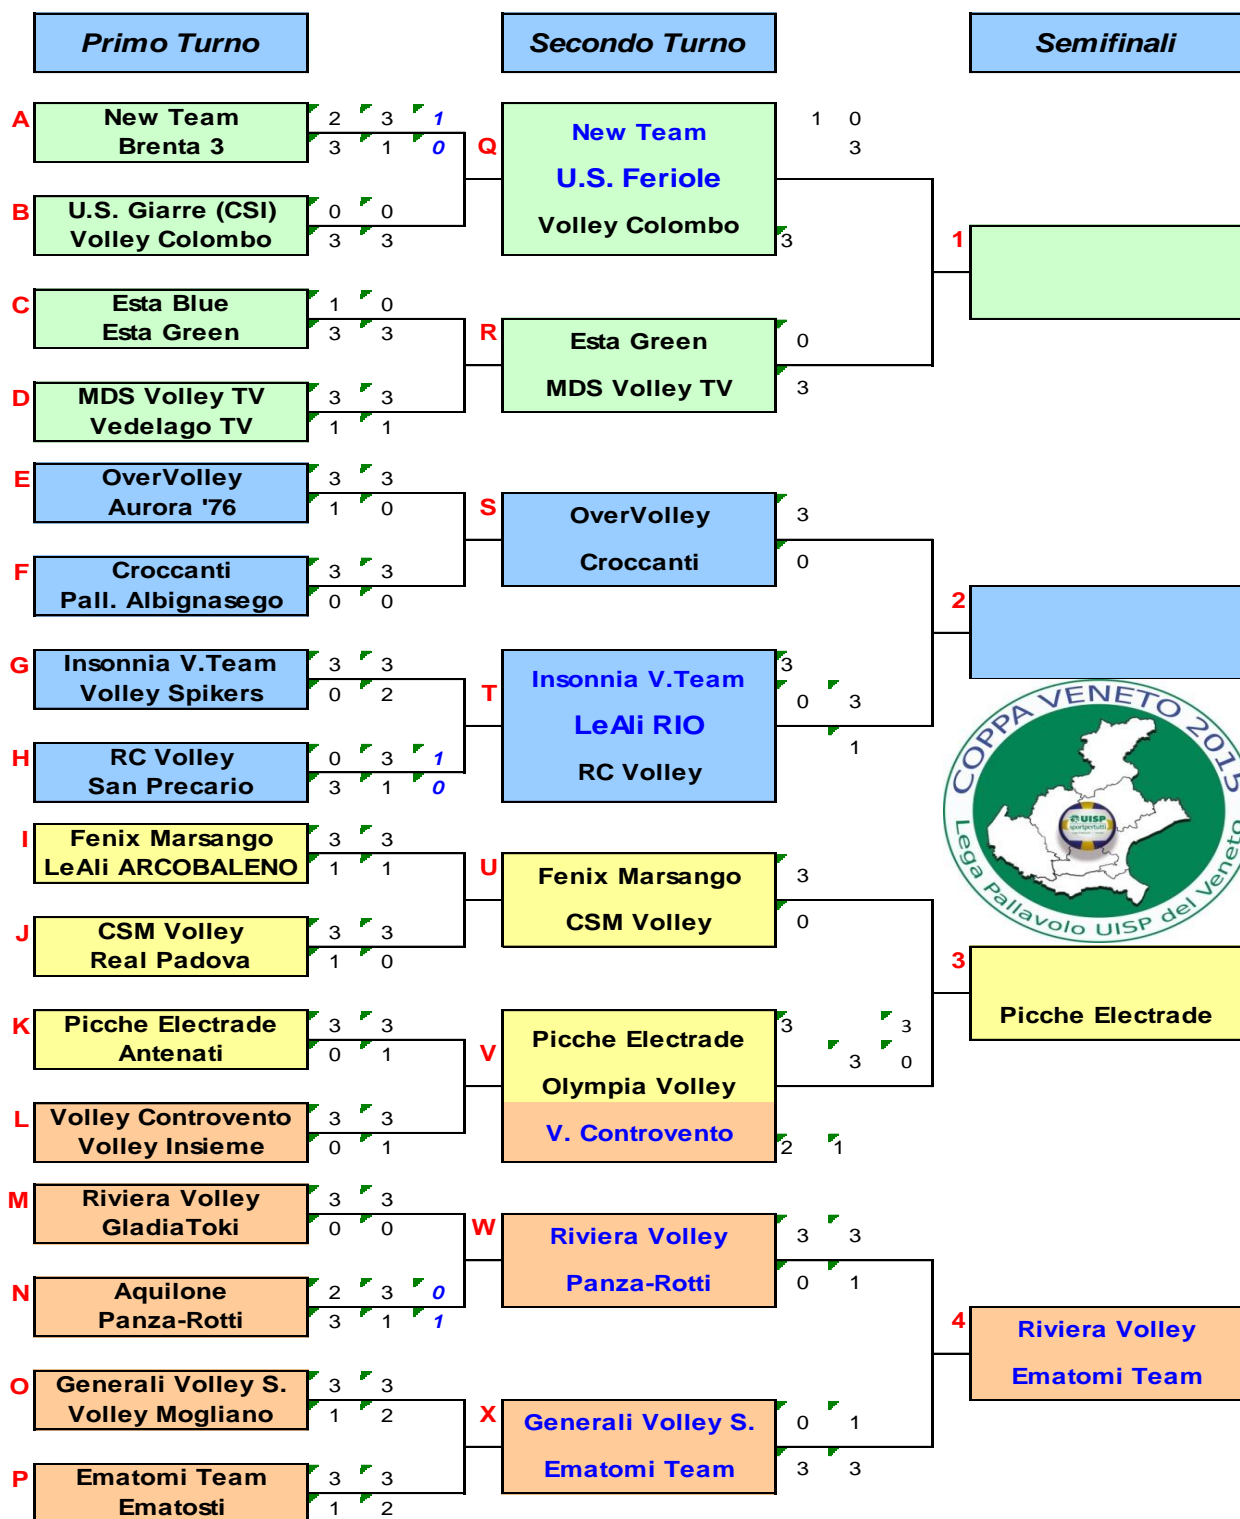 Primo Turno
Secondo Turno
Semifinali
A
New Team 2 3 1
Brenta 3 3 1 0
B
U.S. Giarre (CSI) 0 0
Volley Colombo 3 3
C
Esta Blue 1 0
Esta Green 3 3
D
MDS Volley TV 3 3
Vedelago TV 1 1
E
OverVolley 3 3
Aurora '76 1 0
F
Croccanti 3 3
Pall. Albignasego 0 0
G
Insonnia V.Team 3 3
Volley Spikers 0 2
H
RC Volley 0 3 1
San Precario 3 1 0
I
Fenix Marsango 3 3
LeAli ARCOBALENO 1 1
J
CSM Volley 3 3
Real Padova 1 0
K
Picche Electrade 3 3
Antenati 0 1
L
Volley Controvento 3 3
Volley Insieme 0 1
M
Riviera Volley 3 3
GladiaToki 0 0
N
Aquilone 2 3 0
Panza-Rotti 3 1 1
O
Generali Volley S. 3 3
Volley Mogliano 1 2
P
Ematomi Team 3 3
Ematosti 1 2
Q
New Team 1 0
U.S. Feriole 3
Volley Colombo 3
R
Esta Green 0
MDS Volley TV 3
S
OverVolley 3
Croccanti 0
T
Insonnia V.Team 3
LeAli RIO 0 3
RC Volley 1
U
Fenix Marsango 3
CSM Volley 0
V
Picche Electrade 3 3
Olympia Volley 3 0
V. Controvento 2 1
W
Riviera Volley 3 3
Panza-Rotti 0 1
X
Generali Volley S. 0 1
Ematomi Team 3 3
1
2
COPPA VENETO 2015
UISP
sportpertutti
Lega Pallavolo UISP del Veneto
3
Picche Electrade
4
Riviera Volley
Ematomi Team